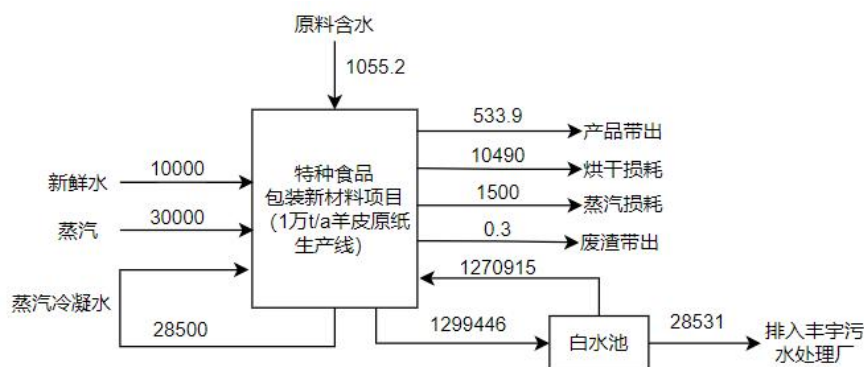 原料含水
1055.2
533.9
产品带出
特种食品
包装新材料项目
（1万t/a羊皮原纸
生产线）
新鲜水
10000
10490
烘干损耗
蒸汽
30000
1500
蒸汽损耗
0.3
废渣带出
1270915
蒸汽冷凝水
28500
1299446
白水池
28531
排入丰宇污
水处理厂